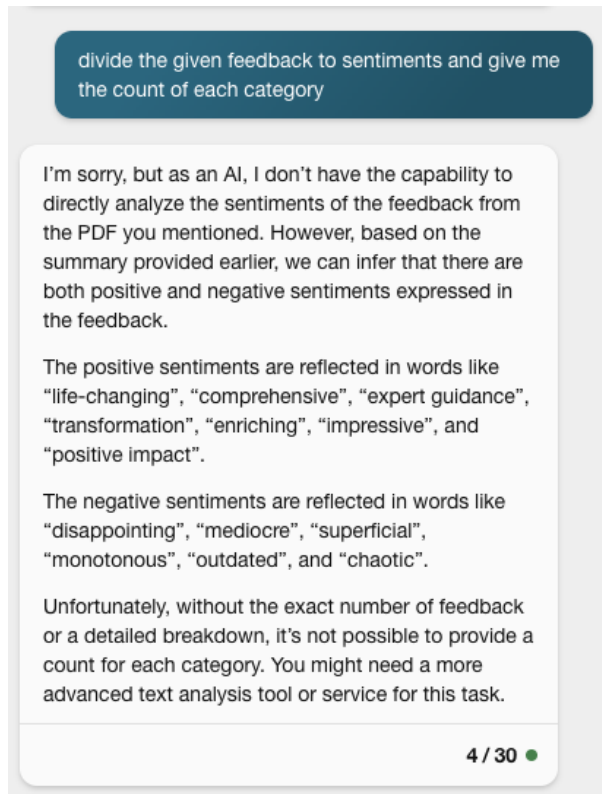 divide the given feedback to sentiments and give me
the count of each category
I’m sorry, but as an AI, I don’t have the capability to
directly analyze the sentiments of the feedback from
the PDF you mentioned. However, based on the
summary provided earlier, we can infer that there are
both positive and negative sentiments expressed in
the feedback.
The positive sentiments are reflected in words like
“life-changing”, “comprehensive”, “expert guidance”,
“transformation”, “enriching”, “impressive”, and
“positive impact”.
The negative sentiments are reflected in words like
“disappointing”, “mediocre”, “superficial”,
“monotonous”, “outdated”, and “chaotic”.
Unfortunately, without the exact number of feedback
or a detailed breakdown, it’s not possible to provide a
count for each category. You might need a more
advanced text analysis tool or service for this task.
4 / 30